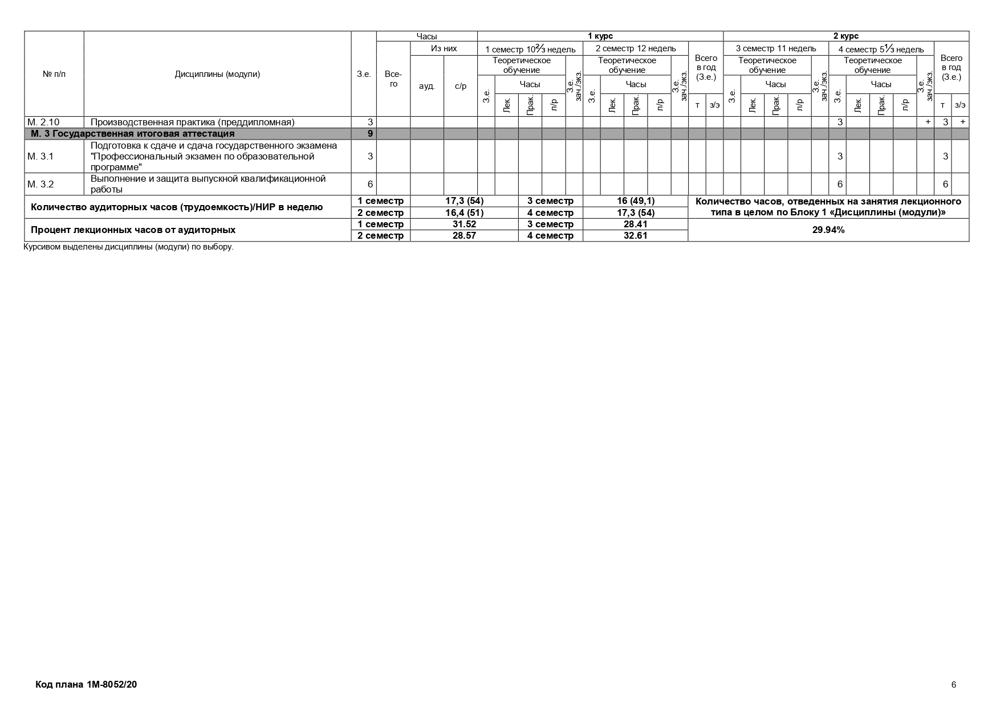 Часы 1 курс 2 курс
Из них 1 семестр 10⅔ недель 2 семестр 12 недель Всего в год (З.е.) 3 семестр 11 недель 4 семестр 5⅓ недель Всего в год (З.е.)
№ п/п Дисциплины (модули) З.е. Все-го ауд. с/р
Теоретическое обучение З.е. зач./экз. Теоретическое обучение З.е. зач./экз. Теоретическое обучение З.е. зач./экз. Теоретическое обучение З.е. зач./экз.
З.е. Часы З.е. Часы З.е. Часы З.е. Часы
Лек. Прак. л/р Лек. Прак. л/р т з/э Лек. Прак. л/р Лек. Прак. л/р т з/э
М. 2.10 Производственная практика (преддипломная) 3 3 + 3 +
М. 3 Государственная итоговая аттестация 9
Подготовка к сдаче и сдача государственного экзамена
М. 3.1 "Профессиональный экзамен по образовательной 3 3 3
программе"
М. 3.2 Выполнение и защита выпускной квалификационной 6 6 6
работы
Количество аудиторных часов (трудоемкость)/НИР в неделю 1 семестр 17,3 (54) 3 семестр 16 (49,1) Количество часов, отведенных на занятия лекционного
2 семестр 16,4 (51) 4 семестр 17,3 (54) типа в целом по Блоку 1 «Дисциплины (модули)»
Процент лекционных часов от аудиторных 1 семестр 31.52 3 семестр 28.41 29.94%
2 семестр 28.57 4 семестр 32.61
Курсивом выделены дисциплины (модули) по выбору.
Код плана 1М-8052/20 6